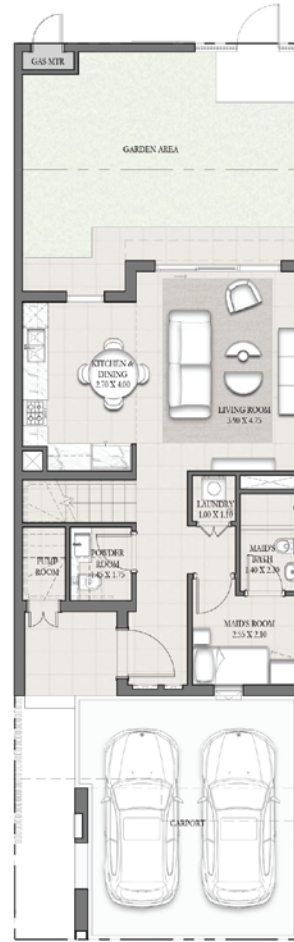 GAS MTR
GARDEN AREA
KITCHEN &
DINING
2.70 X 4.00
LIVING ROOM
3.90 X 4.75
LAUNDRY
1.00 X 1.10
MAID'S
BATH
1.40 X 2.30
PUMP
ROOM
POWDER
ROOM
1.45 X 1.75
MAID'S ROOM
2.55 X 2.10
CARPORT